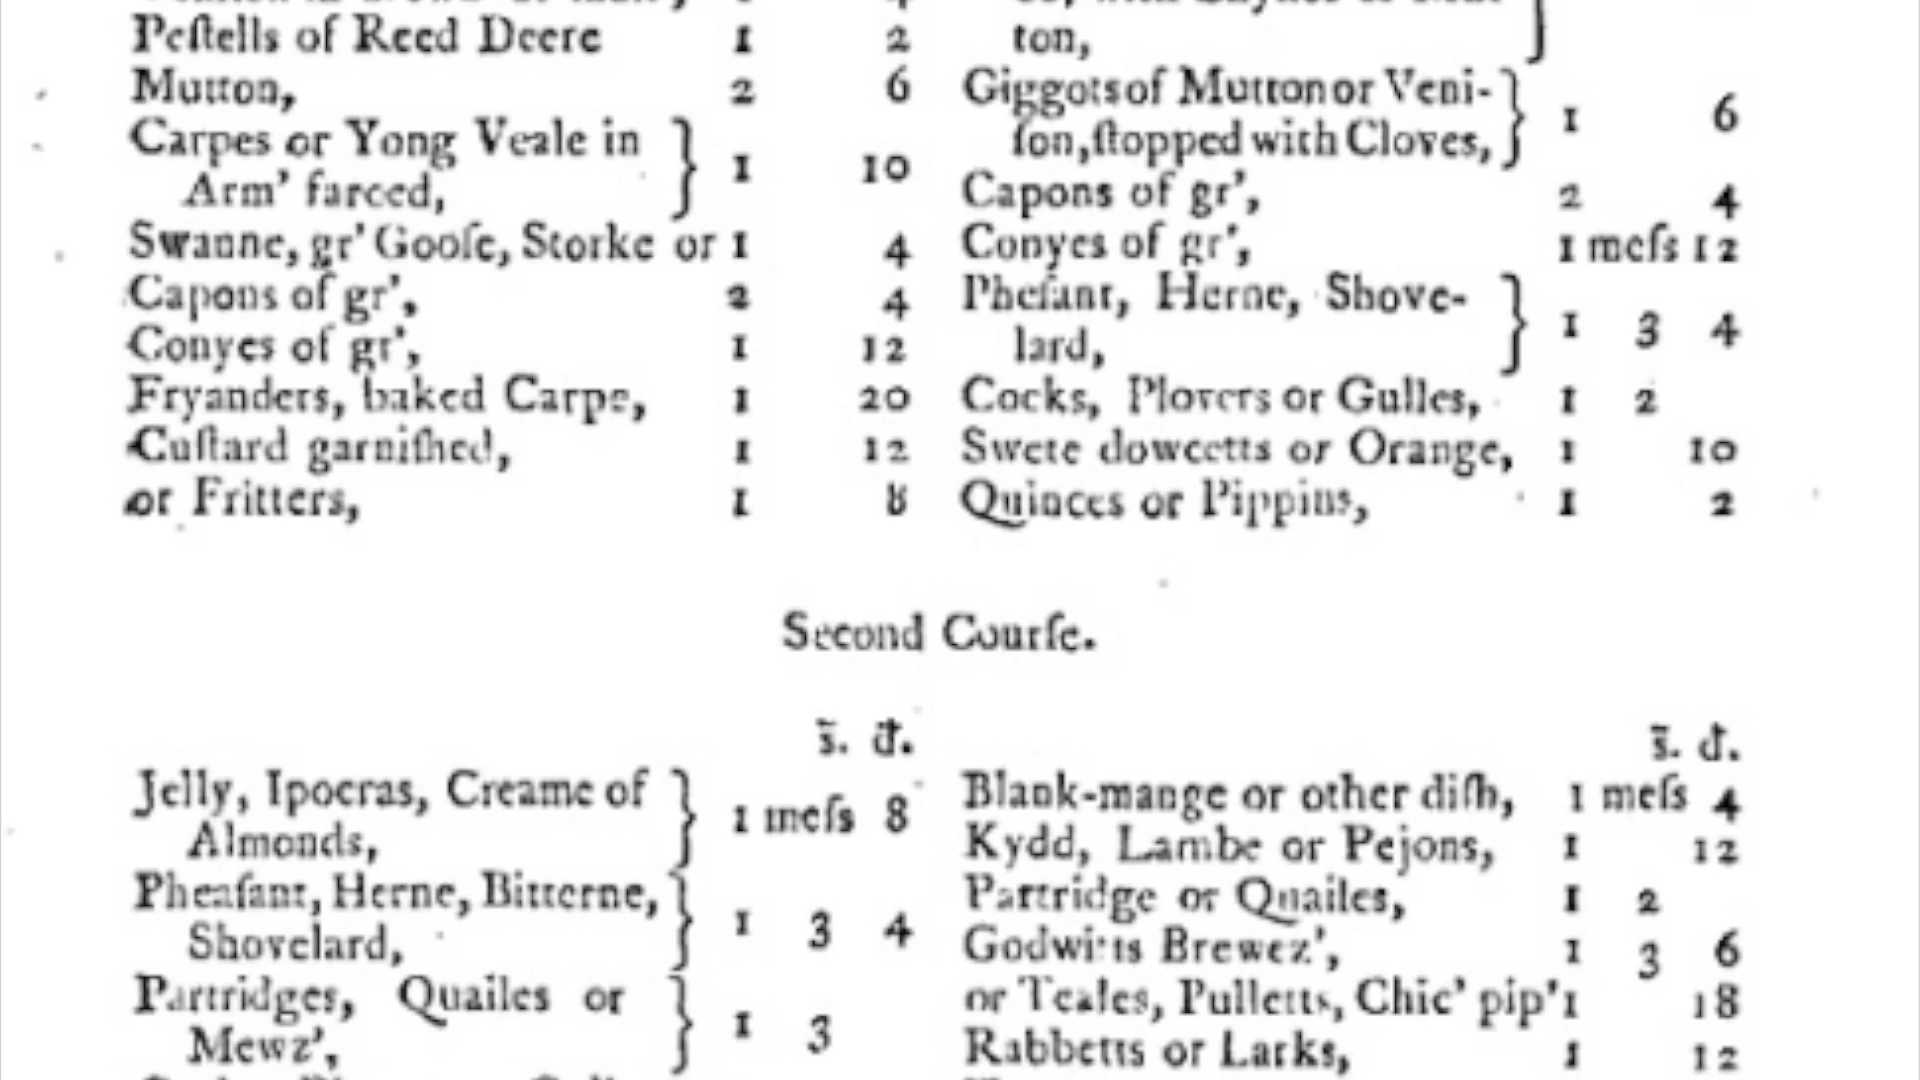 Peſtells of Reed Deere 1 2
Mutton, 2 6
Carpes or Yong Veale in
Arm' farced, } 1 10
Swanne, gr' Gooſe, Storke or 1 4
Capons of gr', 2 4
Conyes of gr', 1 12
Fryanders, baked Carpe, 1 20
Cuſtard garniſhed, 1 12
or Fritters, 1 8
ton, }
Giggots of Mutton or Veni-
ſon, ſtopped with Cloves, } 1 6
Capons of gr', 2 4
Conyes of gr', 1 meſs 12
Pheſant, Herne, Shove-
lard, } 1 3 4
Cocks, Plovers or Gulles, 1 2
Swete dowcetts or Orange, 1 10
Quinces or Pippins, 1 2
Second Courſe.
s. d.
Jelly, Ipocras, Creame of
Almonds, } 1 meſs 8
Pheaſant, Herne, Bitterne,
Shovelard, } 1 3 4
Partridges, Quailes or
Mewz', } 1 3
s. d.
Blank-mange or other diſh, 1 meſs 4
Kydd, Lambe or Pejons, 1 12
Partridge or Quailes, 1 2
Godwitts Brewez', 1 3 6
or Teales, Pulletts, Chic' pip' 1 18
Rabbetts or Larks, 1 12